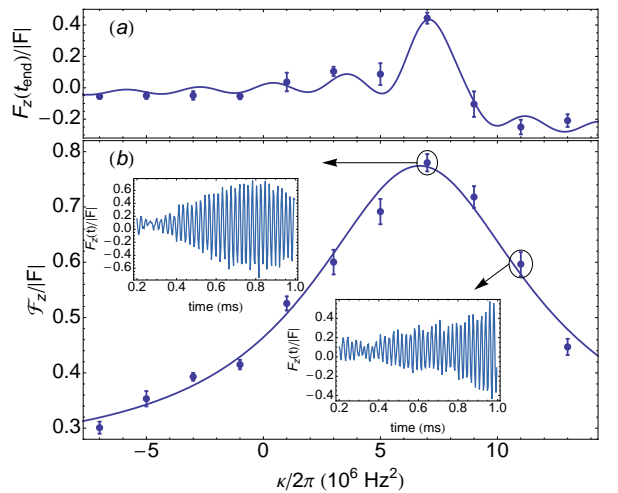 (a)
F_z(t_end)/|F|
0.4
0.2
0.0
−0.2
(b)
ℱ_z/|F|
0.8
0.7
0.6
0.5
0.4
0.3
F_z(t)/|F|
0.6
0.4
0.2
0.0
−0.2
−0.4
−0.6
0.2 0.4 0.6 0.8 1.0
time (ms)
F_z(t)/|F|
0.4
0.2
0.0
−0.2
−0.4
0.2 0.4 0.6 0.8 1.0
time (ms)
−5 0 5 10
κ/2π (10⁶ Hz²)